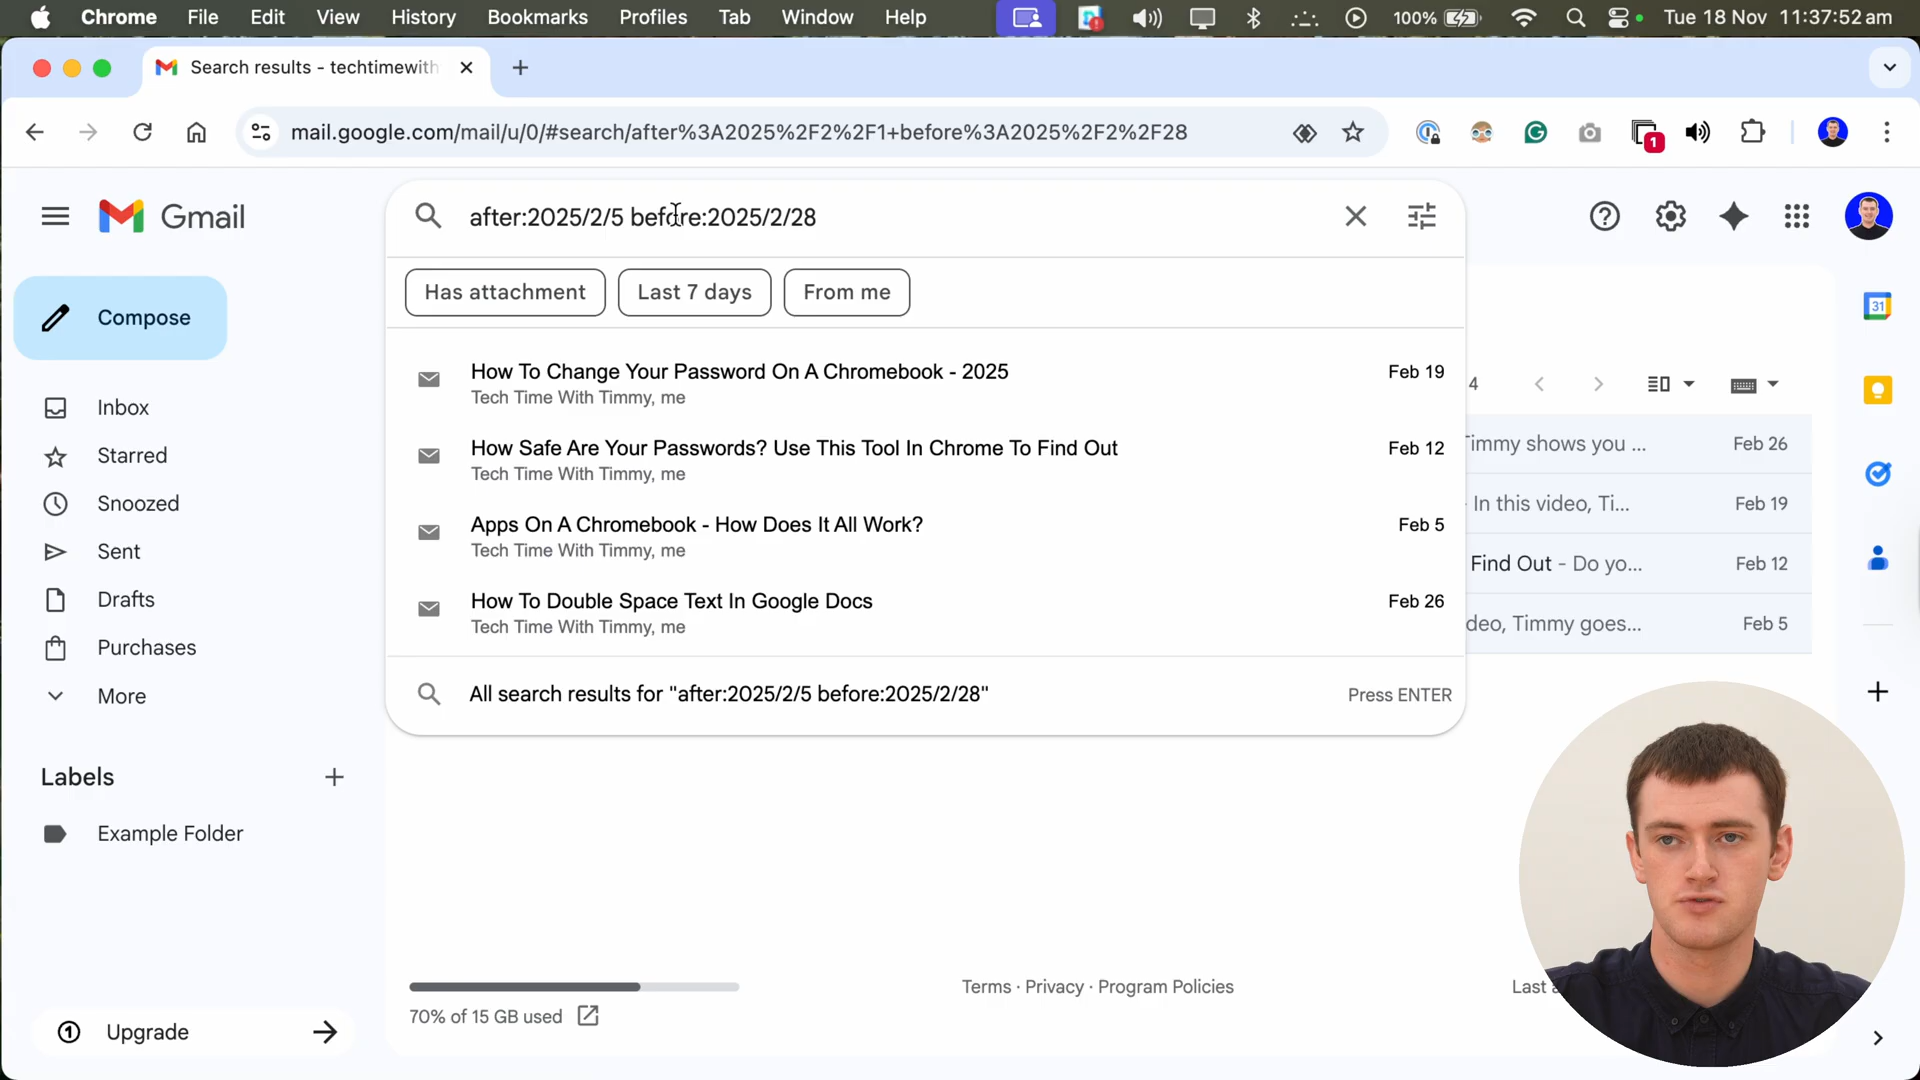 Chrome File Edit View History Bookmarks Profiles Tab Window Help 100% Tue 18 Nov 11:37:52 am
Search results - techtimewith
mail.google.com/mail/u/0/#search/after%3A2025%2F2%2F1+before%3A2025%2F2%2F28
1
Gmail
after:2025/2/5 before:2025/2/28
Has attachment Last 7 days From me
Compose
31
How To Change Your Password On A Chromebook - 2025 Feb 19
Tech Time With Timmy, me
4
Inbox
How Safe Are Your Passwords? Use This Tool In Chrome To Find Out Feb 12
Tech Time With Timmy, me
Timmy shows you ... Feb 26
Starred
Snoozed
In this video, Ti... Feb 19
Apps On A Chromebook - How Does It All Work? Feb 5
Tech Time With Timmy, me
Sent
Find Out - Do yo... Feb 12
Drafts
How To Double Space Text In Google Docs Feb 26
Tech Time With Timmy, me
deo, Timmy goes... Feb 5
Purchases
More
All search results for "after:2025/2/5 before:2025/2/28" Press ENTER
Labels
Example Folder
Terms · Privacy · Program Policies
Last
70% of 15 GB used
1 Upgrade